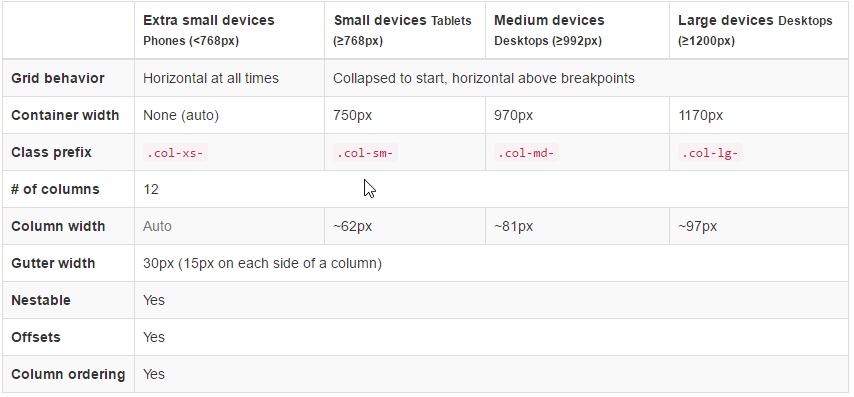 Extra small devices Small devices Tablets Medium devices Large devices Desktops
Phones (<768px) (≥768px) Desktops (≥992px) (≥1200px)
Grid behavior Horizontal at all times Collapsed to start, horizontal above breakpoints
Container width None (auto) 750px 970px 1170px
Class prefix .col-xs- .col-sm- .col-md- .col-lg-
# of columns 12
Column width Auto ~62px ~81px ~97px
Gutter width 30px (15px on each side of a column)
Nestable Yes
Offsets Yes
Column ordering Yes